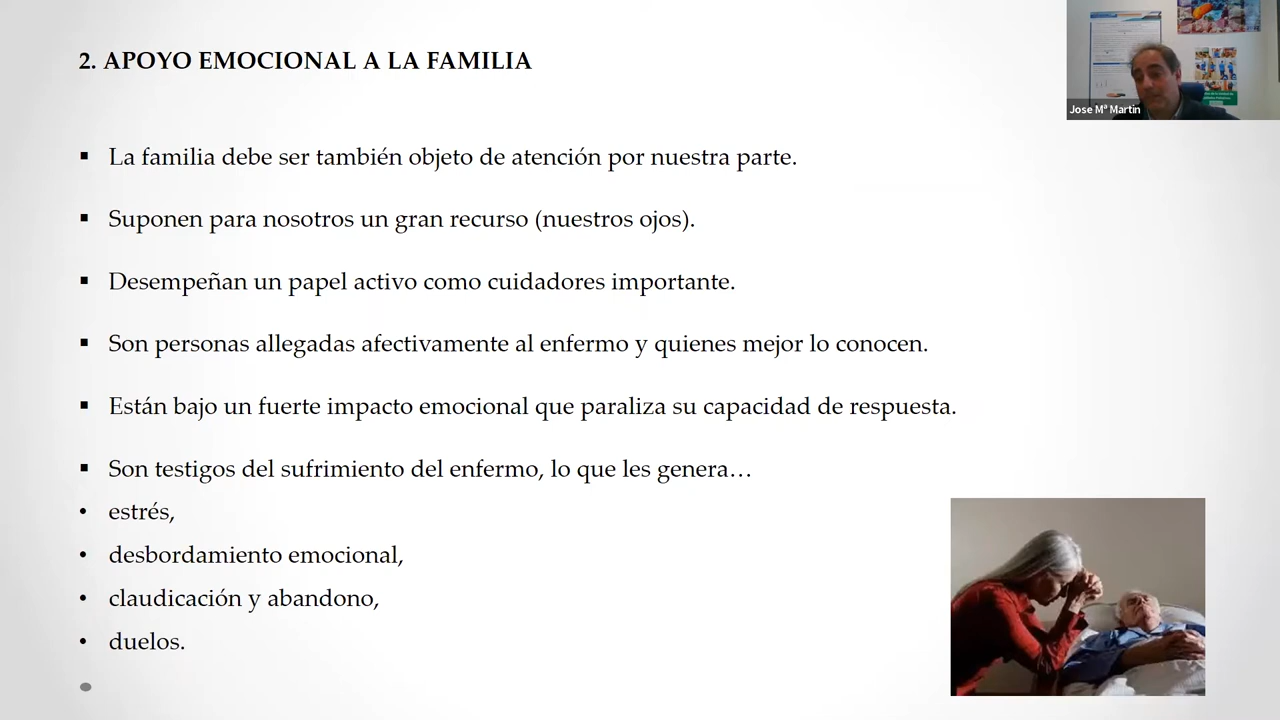 2. APOYO EMOCIONAL A LA FAMILIA
Jose Mª Martín
▪ La familia debe ser también objeto de atención por nuestra parte.
▪ Suponen para nosotros un gran recurso (nuestros ojos).
▪ Desempeñan un papel activo como cuidadores importante.
▪ Son personas allegadas afectivamente al enfermo y quienes mejor lo conocen.
▪ Están bajo un fuerte impacto emocional que paraliza su capacidad de respuesta.
▪ Son testigos del sufrimiento del enfermo, lo que les genera…
• estrés,
• desbordamiento emocional,
• claudicación y abandono,
• duelos.